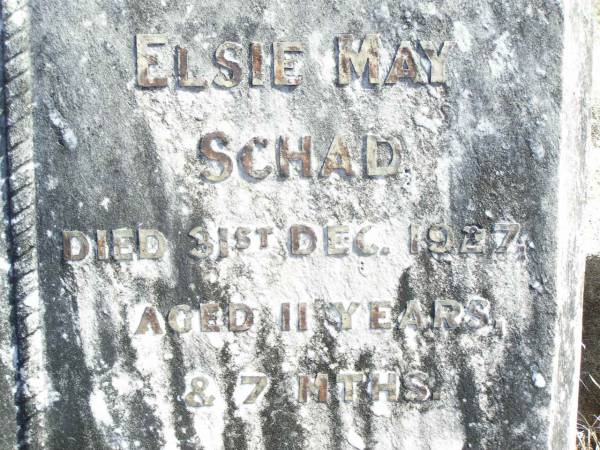 ELSIE MAY
SCHAD
DIED 31ST DEC. 1927.
AGED 11 YEARS,
& 7 MTHS.